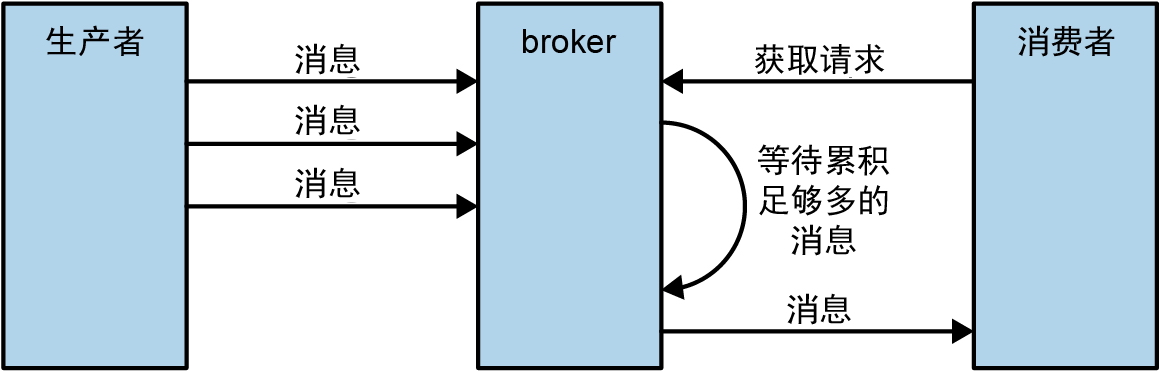 生产者
broker
消费者
消息
消息
消息
获取请求
等待累积
足够多的
消息
消息